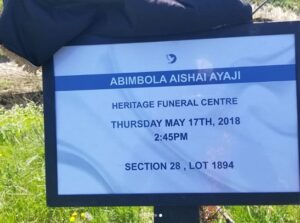 ABIMBOLA AISHAI AYAJI
HERITAGE FUNERAL CENTRE
THURSDAY MAY 17TH, 2018
2:45PM
SECTION 28 , LOT 1894